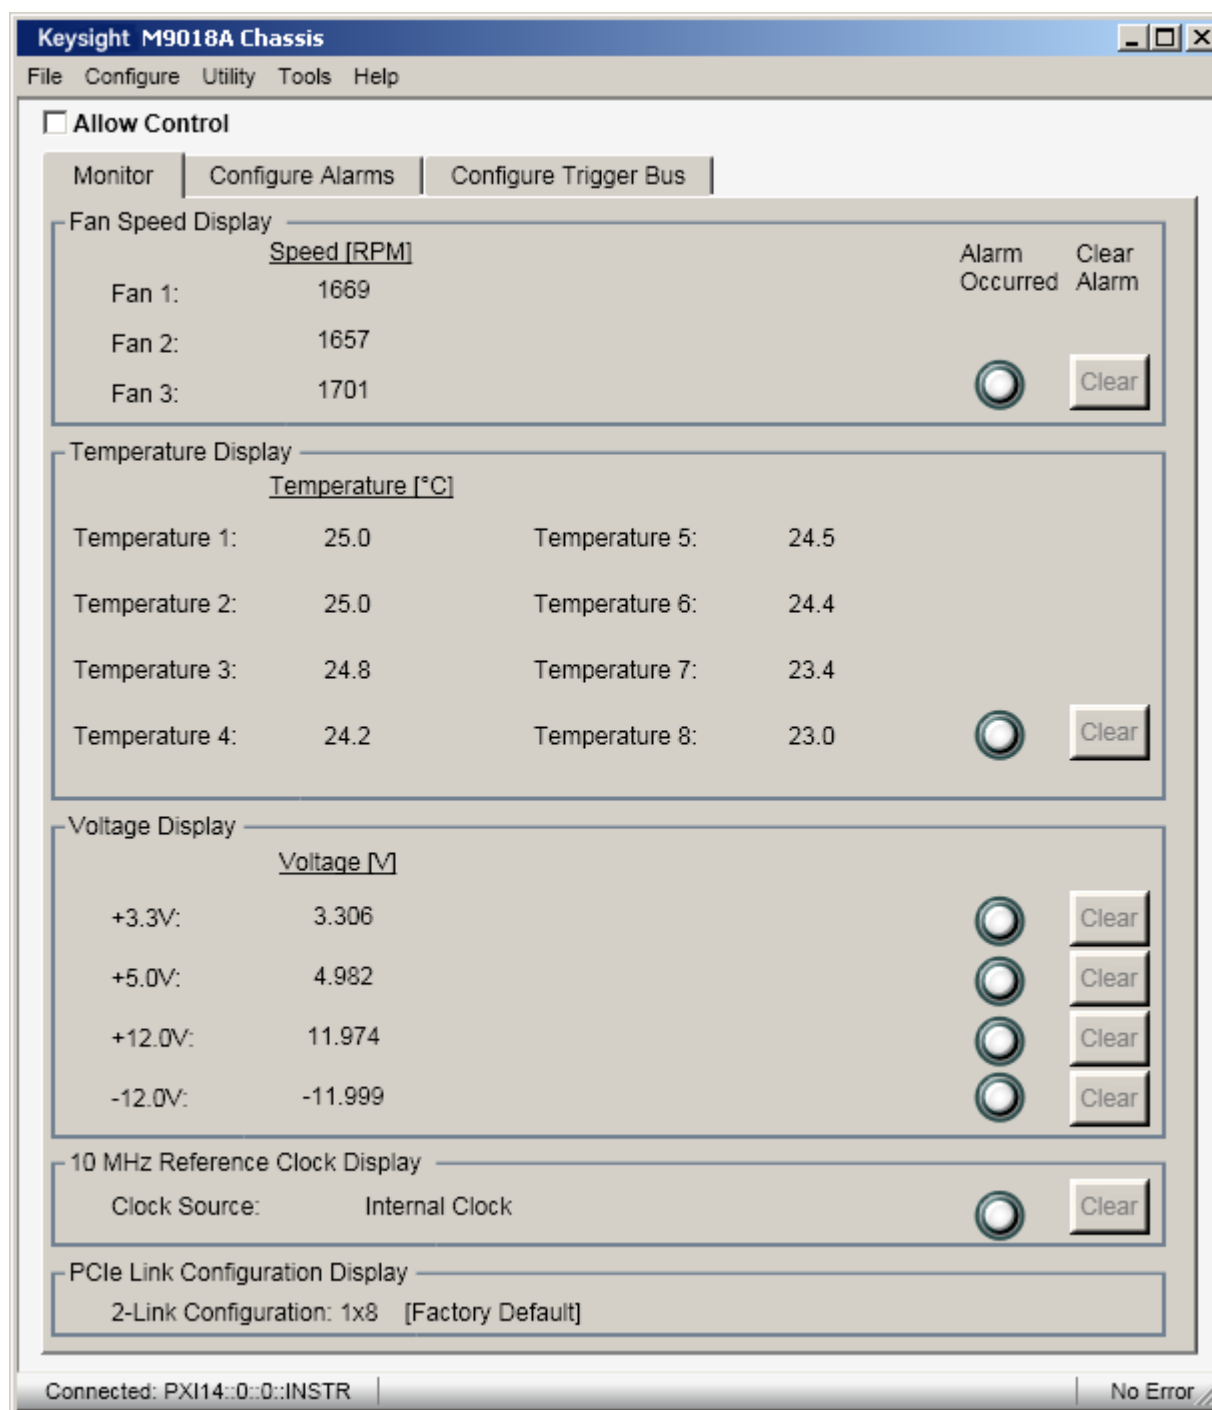 Keysight M9018A Chassis
File Configure Utility Tools Help
Allow Control
Monitor Configure Alarms Configure Trigger Bus
Fan Speed Display
Speed [RPM] Alarm Occurred Clear Alarm
Fan 1: 1669
Fan 2: 1657
Fan 3: 1701 Clear
Temperature Display
Temperature [°C]
Temperature 1: 25.0 Temperature 5: 24.5
Temperature 2: 25.0 Temperature 6: 24.4
Temperature 3: 24.8 Temperature 7: 23.4
Temperature 4: 24.2 Temperature 8: 23.0 Clear
Voltage Display
Voltage [V]
+3.3V: 3.306 Clear
+5.0V: 4.982 Clear
+12.0V: 11.974 Clear
-12.0V: -11.999 Clear
10 MHz Reference Clock Display
Clock Source: Internal Clock Clear
PCIe Link Configuration Display
2-Link Configuration: 1x8 [Factory Default]
Connected: PXI14::0::0::INSTR No Error